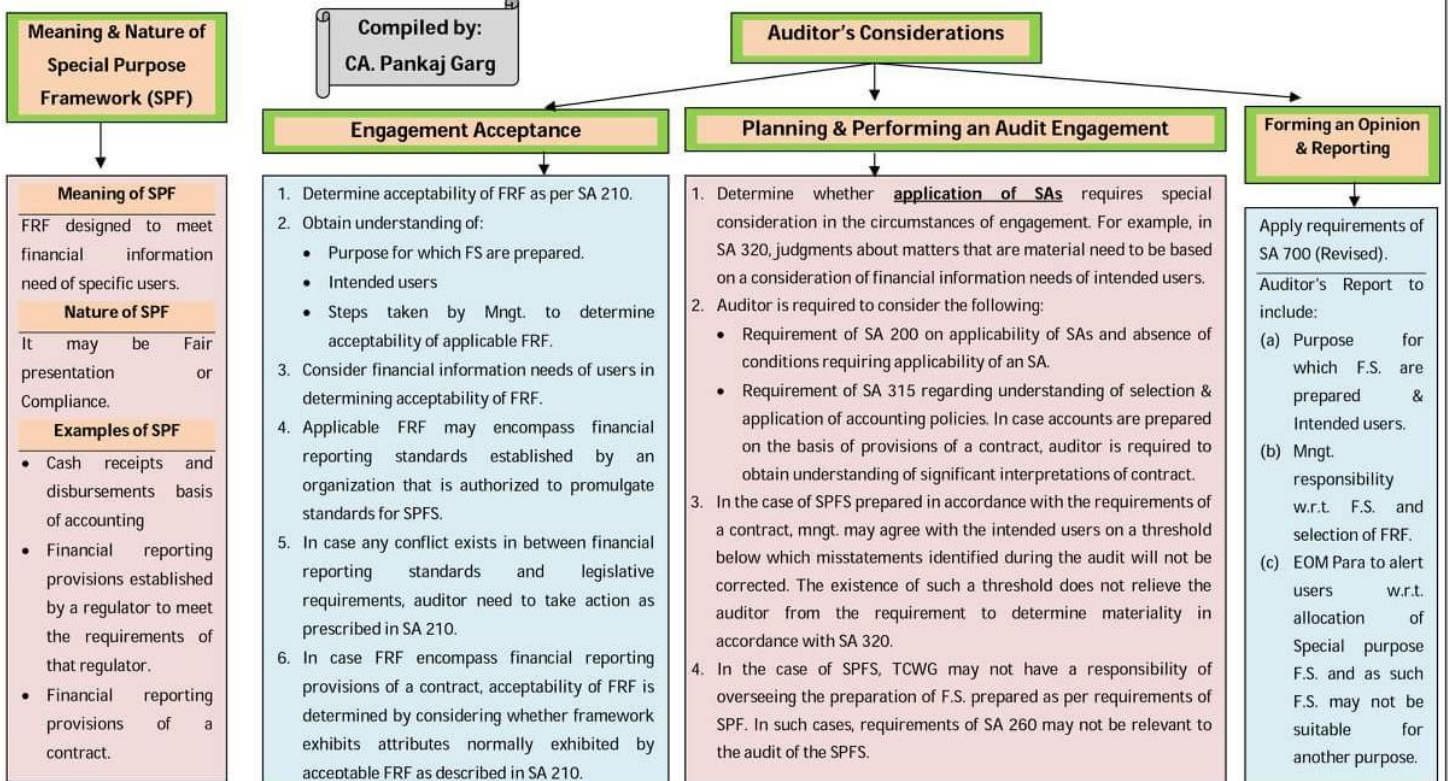 Meaning & Nature of
Special Purpose
Framework (SPF)
Compiled by:
CA. Pankaj Garg
Auditor's Considerations
Engagement Acceptance
Planning & Performing an Audit Engagement
Forming an Opinion
& Reporting
Meaning of SPF
FRF designed to meet
financial information
need of specific users.
Nature of SPF
It may be Fair
presentation or
Compliance.
Examples of SPF
• Cash receipts and
disbursements basis
of accounting
• Financial reporting
provisions established
by a regulator to meet
the requirements of
that regulator.
• Financial reporting
provisions of a
contract.
1. Determine acceptability of FRF as per SA 210.
2. Obtain understanding of:
• Purpose for which FS are prepared.
• Intended users
• Steps taken by Mngt. to determine
acceptability of applicable FRF.
3. Consider financial information needs of users in
determining acceptability of FRF.
4. Applicable FRF may encompass financial
reporting standards established by an
organization that is authorized to promulgate
standards for SPFS.
5. In case any conflict exists in between financial
reporting standards and legislative
requirements, auditor need to take action as
prescribed in SA 210.
6. In case FRF encompass financial reporting
provisions of a contract, acceptability of FRF is
determined by considering whether framework
exhibits attributes normally exhibited by
acceptable FRF as described in SA 210.
1. Determine whether application of SAs requires special
consideration in the circumstances of engagement. For example, in
SA 320, judgments about matters that are material need to be based
on a consideration of financial information needs of intended users.
2. Auditor is required to consider the following:
• Requirement of SA 200 on applicability of SAs and absence of
conditions requiring applicability of an SA.
• Requirement of SA 315 regarding understanding of selection &
application of accounting policies. In case accounts are prepared
on the basis of provisions of a contract, auditor is required to
obtain understanding of significant interpretations of contract.
3. In the case of SPFS prepared in accordance with the requirements of
a contract, mngt. may agree with the intended users on a threshold
below which misstatements identified during the audit will not be
corrected. The existence of such a threshold does not relieve the
auditor from the requirement to determine materiality in
accordance with SA 320.
4. In the case of SPFS, TCWG may not have a responsibility of
overseeing the preparation of F.S. prepared as per requirements of
SPF. In such cases, requirements of SA 260 may not be relevant to
the audit of the SPFS.
Apply requirements of
SA 700 (Revised).
Auditor's Report to
include:
(a) Purpose for
which F.S. are
prepared &
Intended users.
(b) Mngt.
responsibility
w.r.t. F.S. and
selection of FRF.
(c) EOM Para to alert
users w.r.t.
allocation of
Special purpose
F.S. and as such
F.S. may not be
suitable for
another purpose.